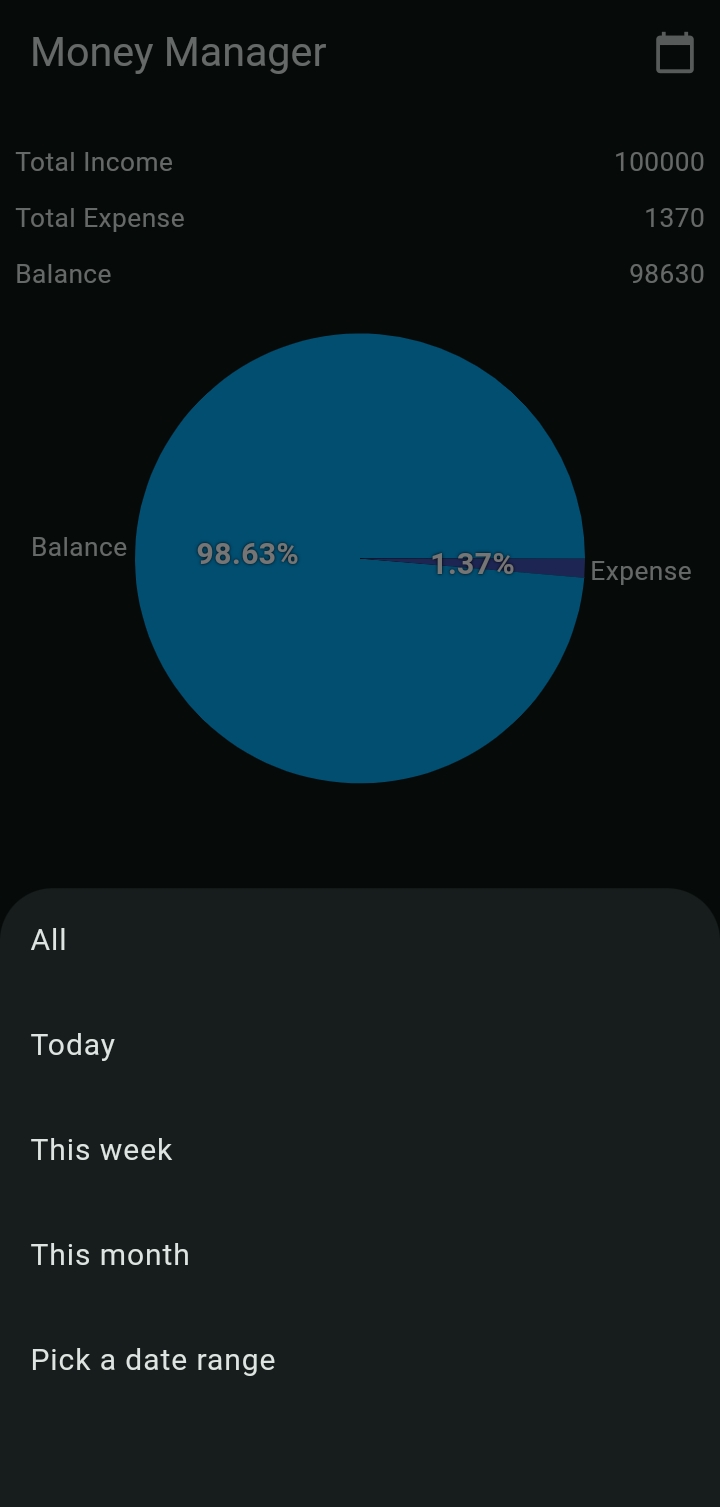 Money Manager
Total Income 100000
Total Expense 1370
Balance 98630
Balance 98.63% 1.37% Expense
All
Today
This week
This month
Pick a date range